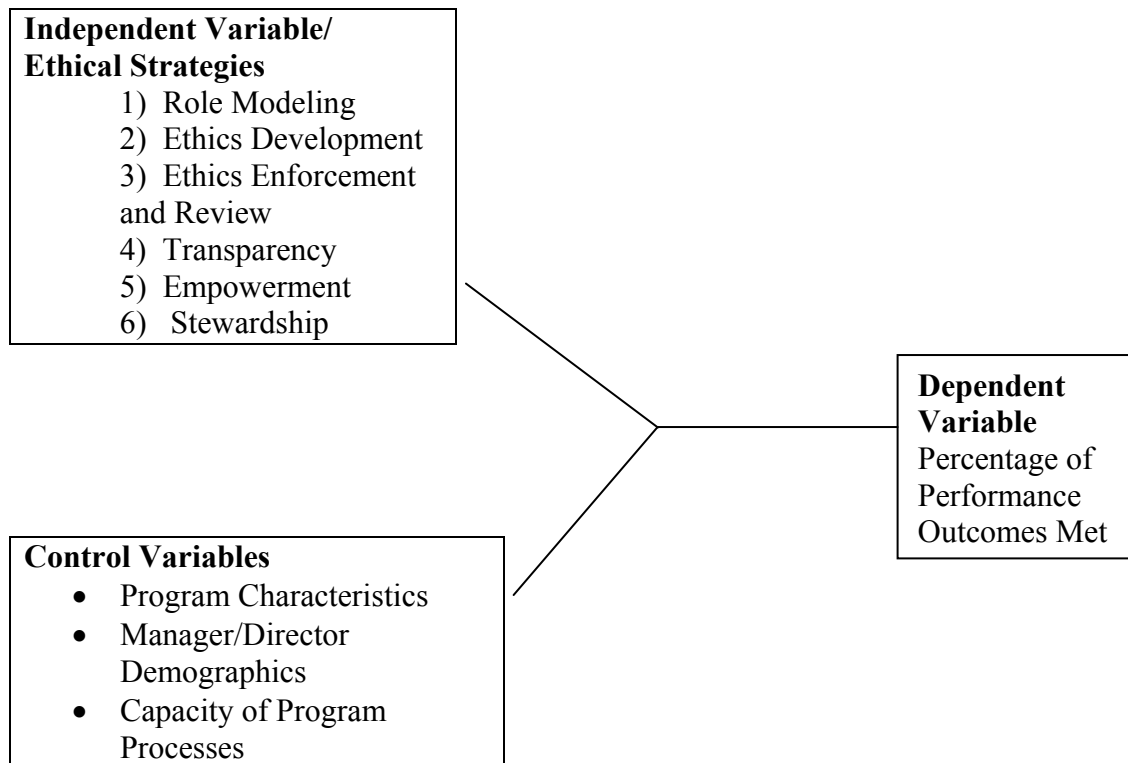 Independent Variable/
Ethical Strategies
1) Role Modeling
2) Ethics Development
3) Ethics Enforcement
and Review
4) Transparency
5) Empowerment
6) Stewardship
Dependent
Variable
Percentage of
Performance
Outcomes Met
Control Variables
• Program Characteristics
• Manager/Director
Demographics
• Capacity of Program
Processes